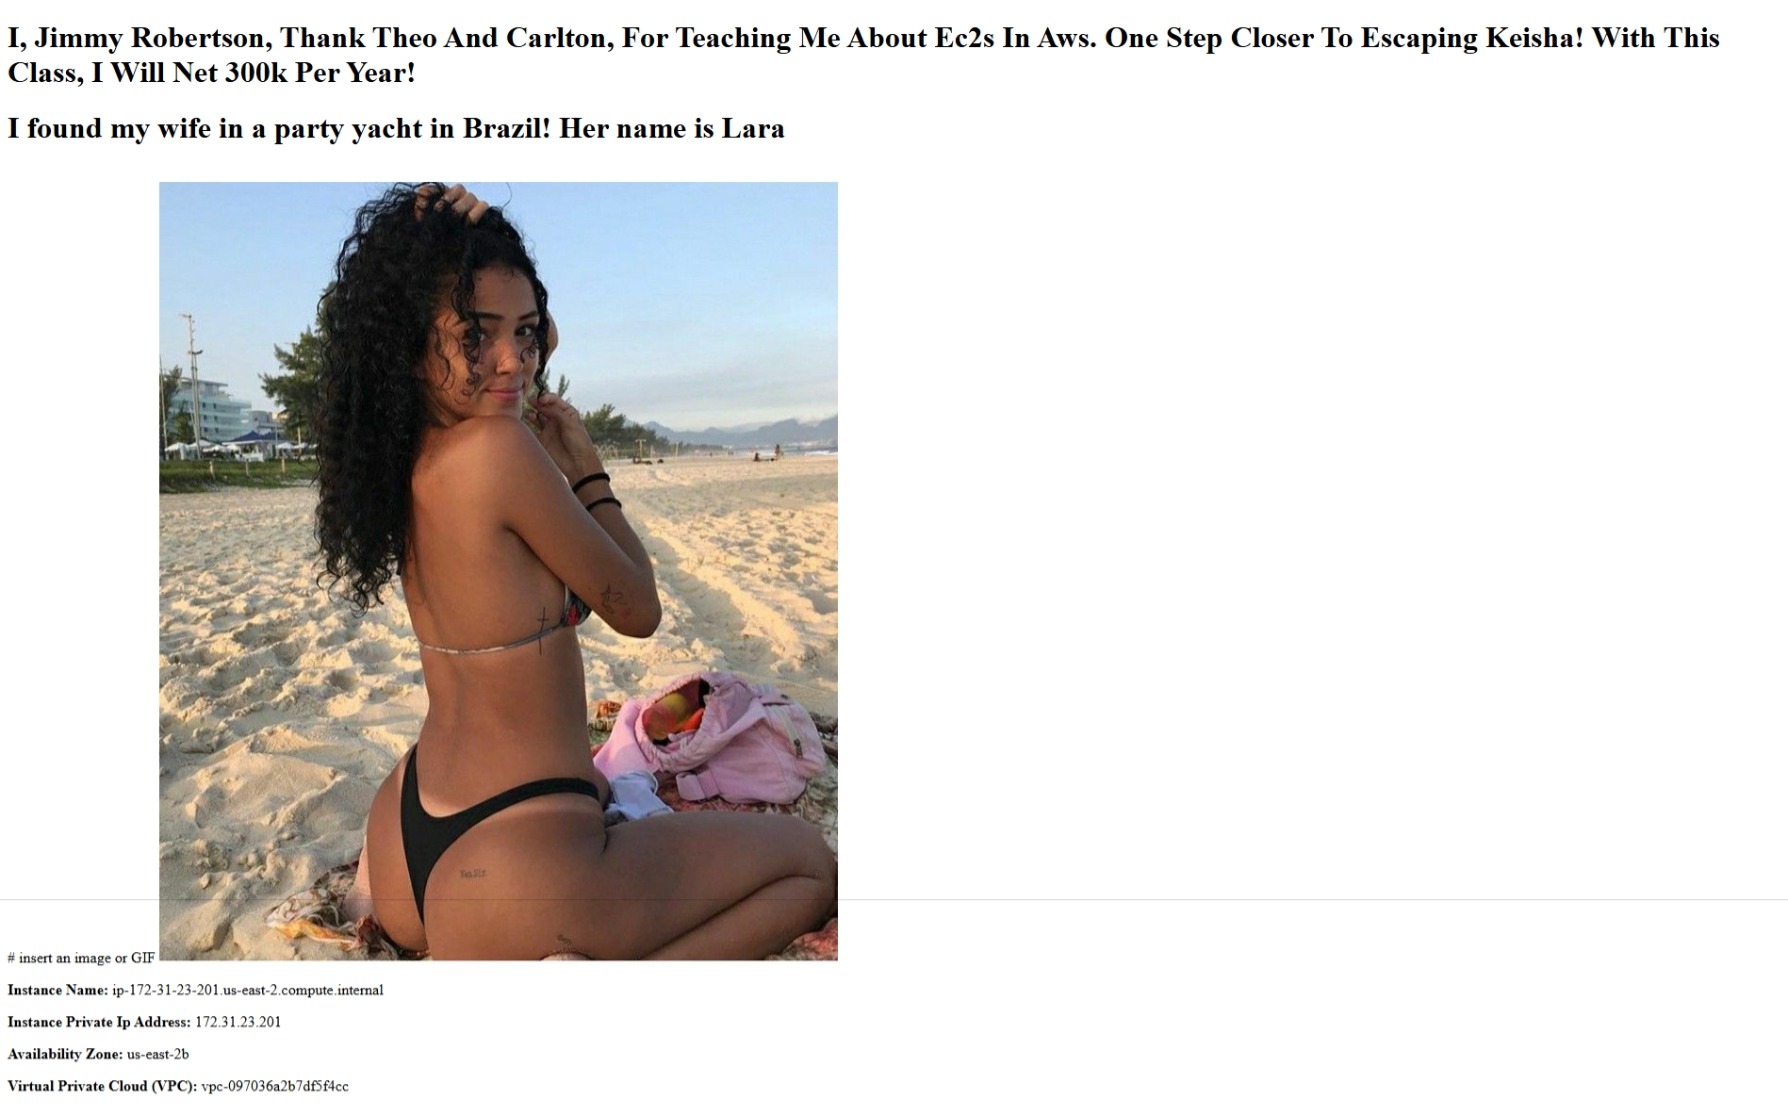 I, Jimmy Robertson, Thank Theo And Carlton, For Teaching Me About Ec2s In Aws. One Step Closer To Escaping Keisha! With This
Class, I Will Net 300k Per Year!
I found my wife in a party yacht in Brazil! Her name is Lara
# insert an image or GIF
Instance Name: ip-172-31-23-201.us-east-2.compute.internal
Instance Private Ip Address: 172.31.23.201
Availability Zone: us-east-2b
Virtual Private Cloud (VPC): vpc-097036a2b7df5f4cc